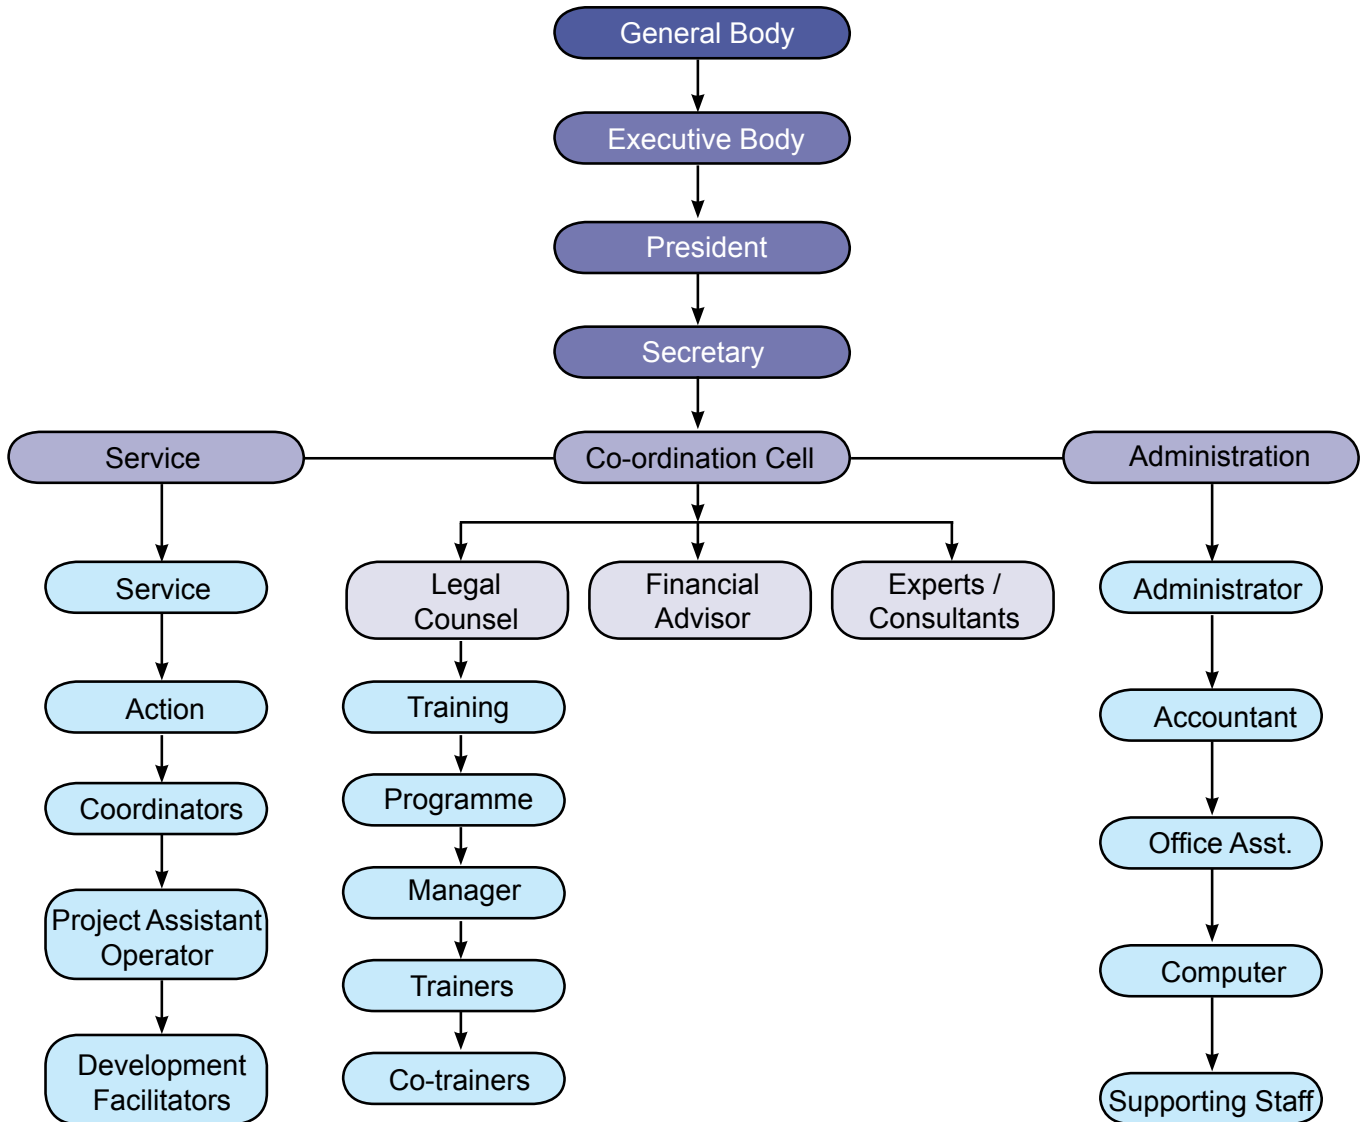 General Body
Executive Body
President
Secretary
Service
Co-ordination Cell
Administration
Service
Legal
Counsel
Financial
Advisor
Experts /
Consultants
Administrator
Action
Training
Accountant
Coordinators
Programme
Office Asst.
Project Assistant
Operator
Manager
Trainers
Computer
Development
Facilitators
Co-trainers
Supporting Staff